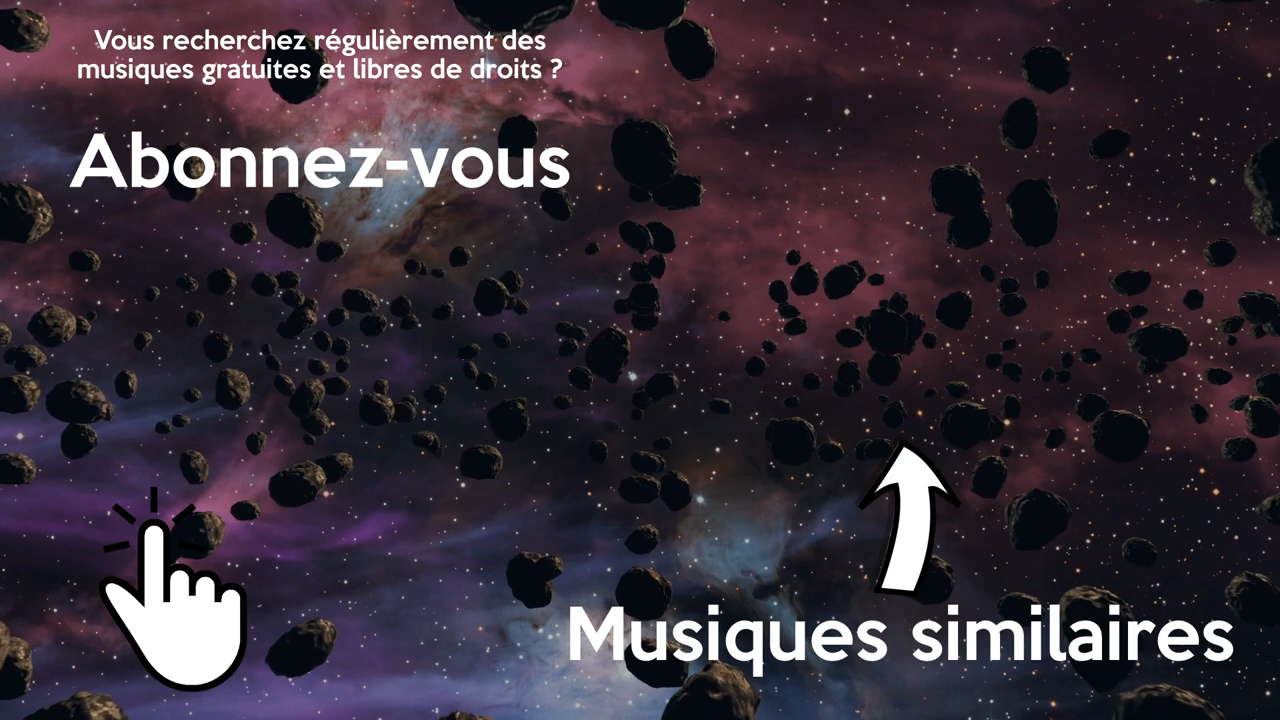 Vous recherchez régulièrement des
musiques gratuites et libres de droits ?
Abonnez-vous
Musiques similaires